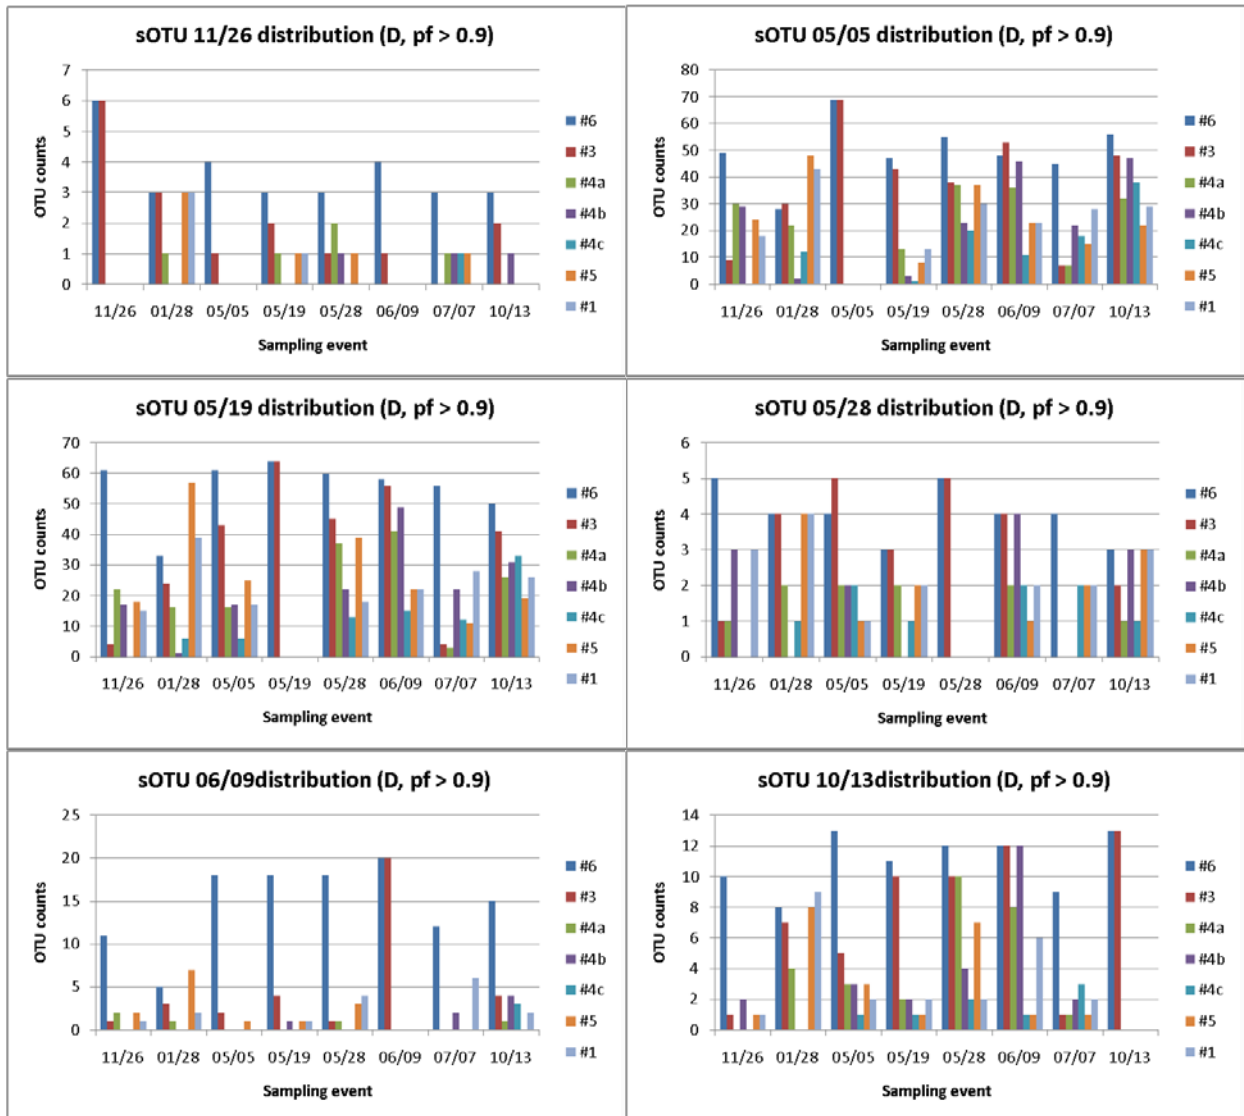 sOTU 11/26 distribution (D, pf > 0.9)
7
6
5
4
3
2
1
0
OTU counts
11/26 01/28 05/05 05/19 05/28 06/09 07/07 10/13
Sampling event
#6
#3
#4a
#4b
#4c
#5
#1
sOTU 05/05 distribution (D, pf > 0.9)
80
70
60
50
40
30
20
10
0
OTU counts
11/26 01/28 05/05 05/19 05/28 06/09 07/07 10/13
Sampling event
#6
#3
#4a
#4b
#4c
#5
#1
sOTU 05/19 distribution (D, pf > 0.9)
70
60
50
40
30
20
10
0
OTU counts
11/26 01/28 05/05 05/19 05/28 06/09 07/07 10/13
Sampling event
#6
#3
#4a
#4b
#4c
#5
#1
sOTU 05/28 distribution (D, pf > 0.9)
6
5
4
3
2
1
0
OTU counts
11/26 01/28 05/05 05/19 05/28 06/09 07/07 10/13
Sampling event
#6
#3
#4a
#4b
#4c
#5
#1
sOTU 06/09distribution (D, pf > 0.9)
25
20
15
10
5
0
OTU counts
11/26 01/28 05/05 05/19 05/28 06/09 07/07 10/13
Sampling event
#6
#3
#4a
#4b
#4c
#5
#1
sOTU 10/13distribution (D, pf > 0.9)
14
12
10
8
6
4
2
0
OTU counts
11/26 01/28 05/05 05/19 05/28 06/09 07/07 10/13
Sampling event
#6
#3
#4a
#4b
#4c
#5
#1